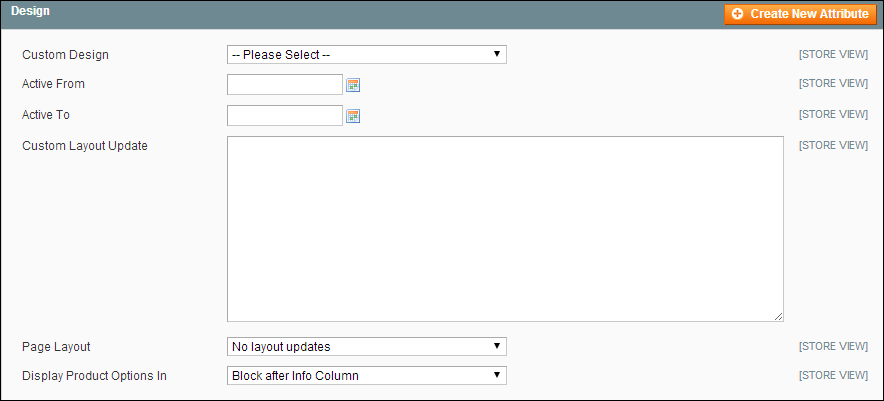 Design
Create New Attribute
Custom Design -- Please Select -- [STORE VIEW]
Active From [STORE VIEW]
Active To [STORE VIEW]
Custom Layout Update [STORE VIEW]
Page Layout No layout updates [STORE VIEW]
Display Product Options In Block after Info Column [STORE VIEW]